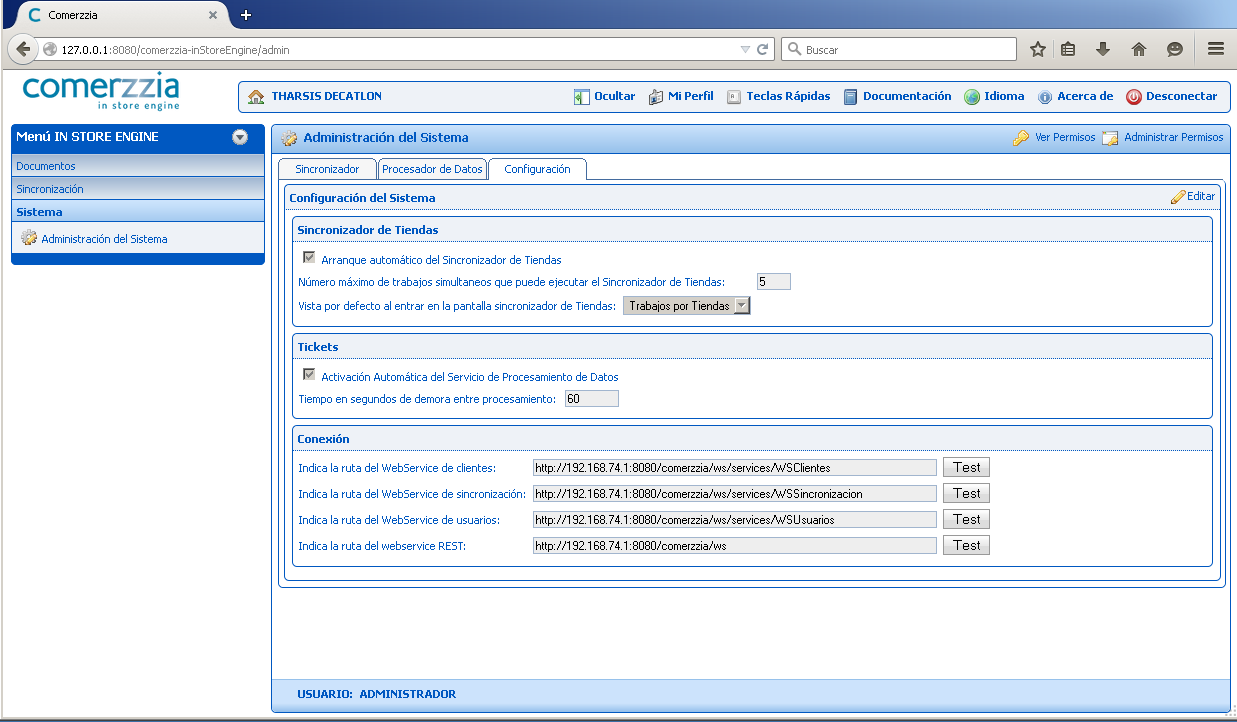 Comerzzia
127.0.0.1:8080/comerzzia-inStoreEngine/admin
Buscar
comerzzia
in store engine
THARSIS DECATLON
Ocultar
Mi Perfil
Teclas Rápidas
Documentación
Idioma
Acerca de
Desconectar
Menú IN STORE ENGINE
Documentos
Sincronización
Sistema
Administración del Sistema
Administración del Sistema
Ver Permisos
Administrar Permisos
Sincronizador
Procesador de Datos
Configuración
Configuración del Sistema
Editar
Sincronizador de Tiendas
Arranque automático del Sincronizador de Tiendas
Número máximo de trabajos simultaneos que puede ejecutar el Sincronizador de Tiendas: 5
Vista por defecto al entrar en la pantalla sincronizador de Tiendas: Trabajos por Tiendas
Tickets
Activación Automática del Servicio de Procesamiento de Datos
Tiempo en segundos de demora entre procesamiento: 60
Conexión
Indica la ruta del WebService de clientes: http://192.168.74.1:8080/comerzzia/ws/services/WSClientes Test
Indica la ruta del WebService de sincronización: http://192.168.74.1:8080/comerzzia/ws/services/WSSincronizacion Test
Indica la ruta del WebService de usuarios: http://192.168.74.1:8080/comerzzia/ws/services/WSUsuarios Test
Indica la ruta del webservice REST: http://192.168.74.1:8080/comerzzia/ws Test
USUARIO: ADMINISTRADOR